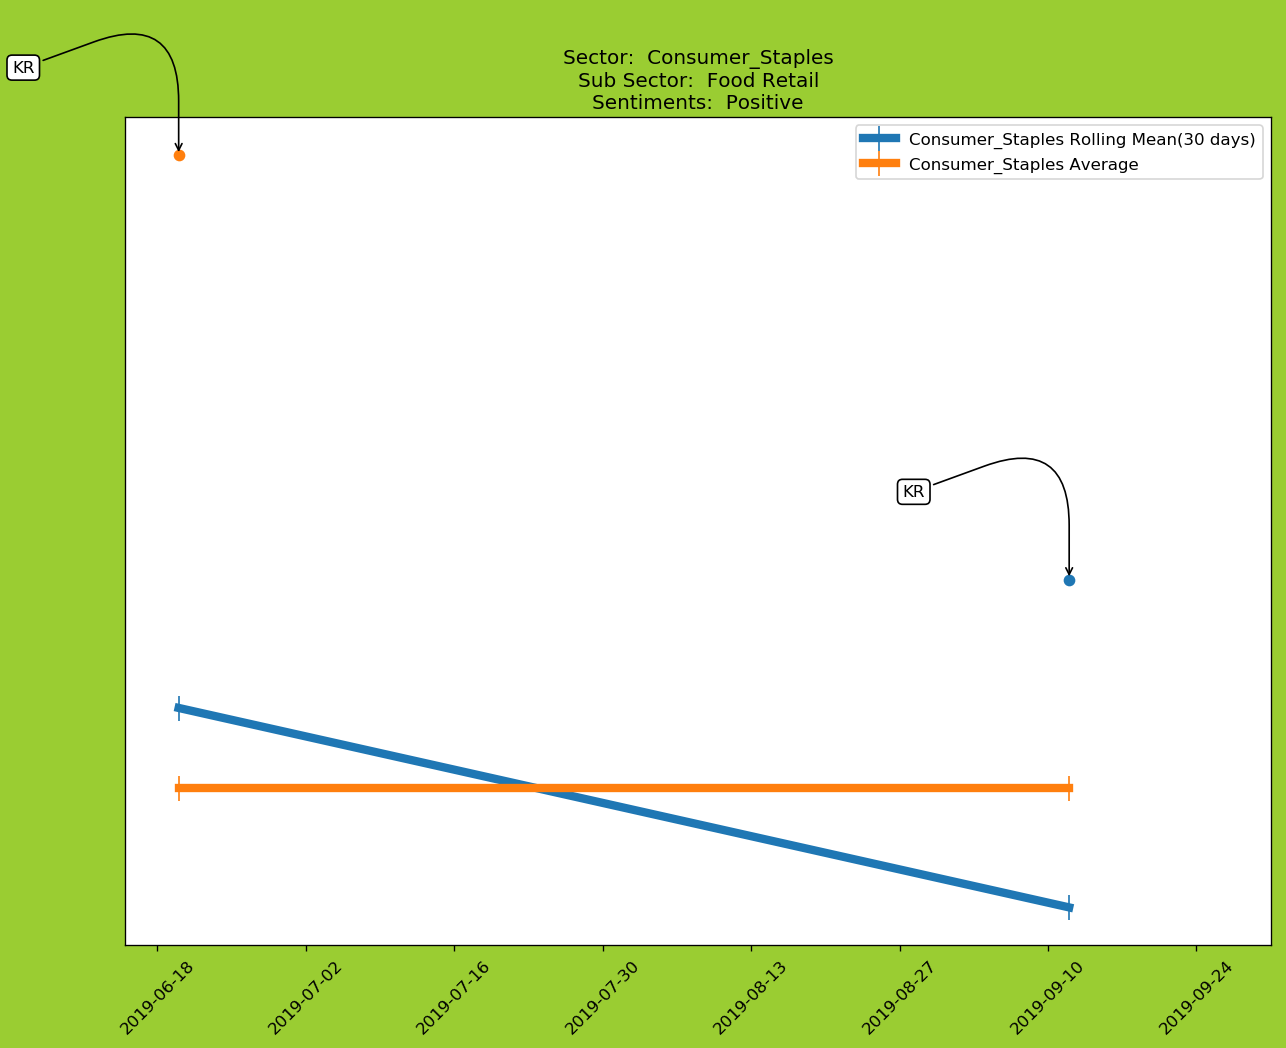 KR
Sector:  Consumer_Staples
Sub Sector:  Food Retail
Sentiments:  Positive
Consumer_Staples Rolling Mean(30 days)
Consumer_Staples Average
KR
2019-06-18
2019-07-02
2019-07-16
2019-07-30
2019-08-13
2019-08-27
2019-09-10
2019-09-24